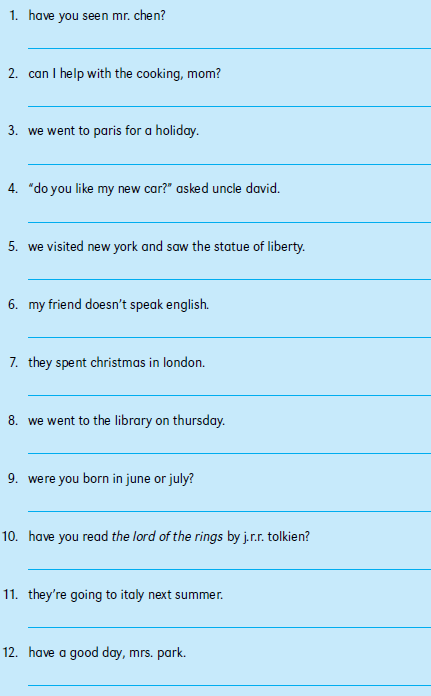 1. have you seen mr. chen?
2. can I help with the cooking, mom?
3. we went to paris for a holiday.
4. “do you like my new car?” asked uncle david.
5. we visited new york and saw the statue of liberty.
6. my friend doesn’t speak english.
7. they spent christmas in london.
8. we went to the library on thursday.
9. were you born in june or july?
10. have you read the lord of the rings by j.r.r. tolkien?
11. they’re going to italy next summer.
12. have a good day, mrs. park.